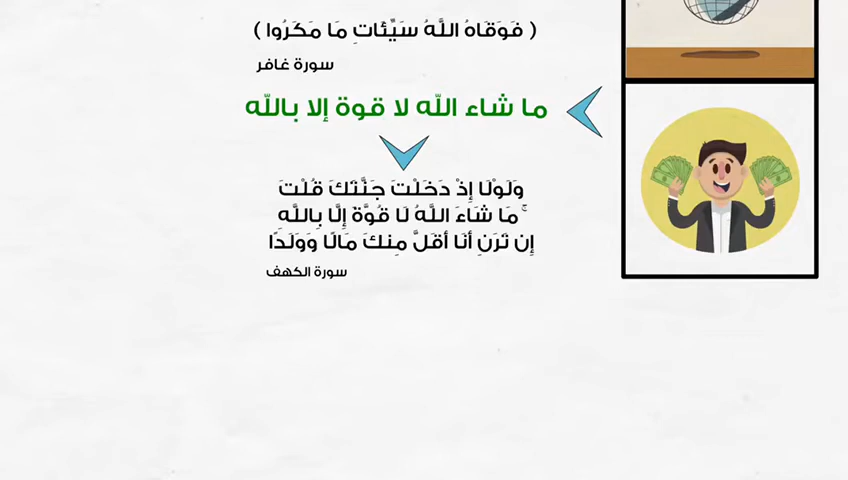 ( فَوَقَاهُ اللَّهُ سَيِّئَاتِ مَا مَكَرُوا )
سورة غافر
ما شاء الله لا قوة إلا بالله
وَلَوْلَا إِذْ دَخَلْتَ جَنَّتَكَ قُلْتَ
مَا شَاءَ اللَّهُ لَا قُوَّةَ إِلَّا بِاللَّهِ ۚ
إِن تَرَنِ أَنَا أَقَلَّ مِنكَ مَالًا وَوَلَدًا
سورة الكهف